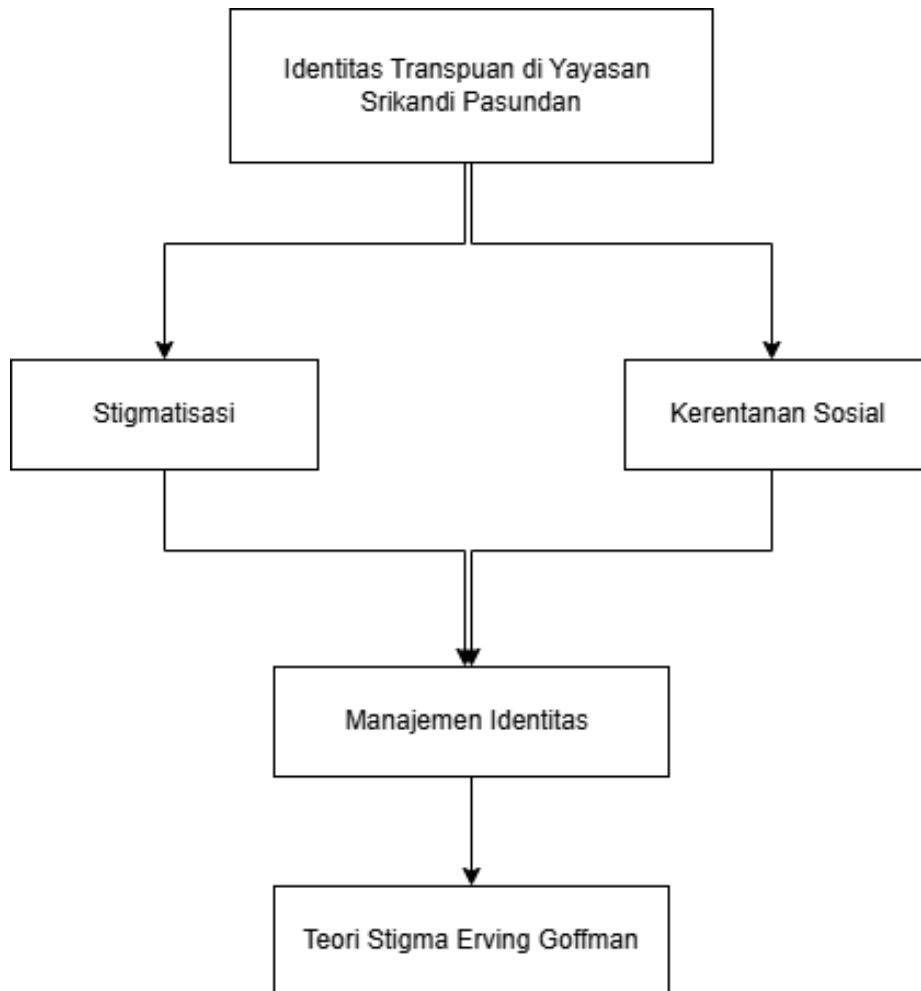 Identitas Transpuan di Yayasan
Srikandi Pasundan
Stigmatisasi
Kerentanan Sosial
Manajemen Identitas
Teori Stigma Erving Goffman